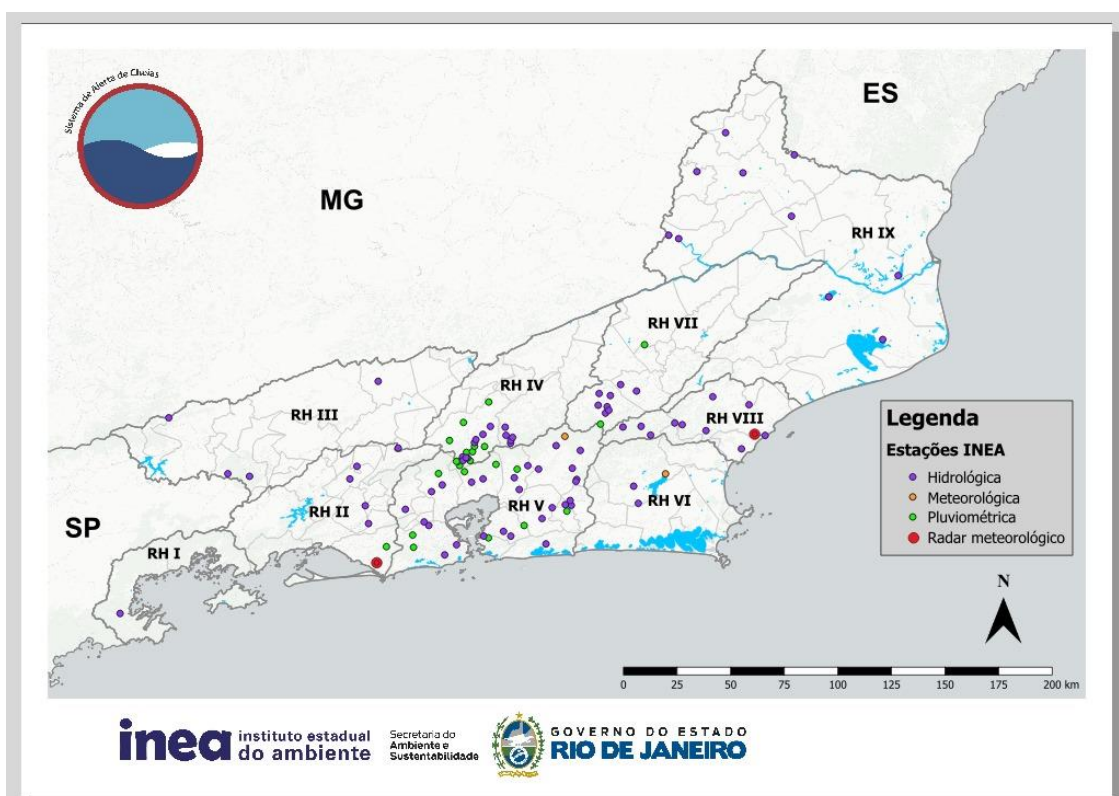 Sistema de Alerta de Cheias
ES
MG
RH IX
RH VII
RH IV
RH III
RH VIII
Legenda
Estações INEA
Hidrológica
Meteorológica
Pluviométrica
Radar meteorológico
RH V
RH VI
RH II
SP
RH I
N
0 25 50 75 100 125 150 175 200 km
inea instituto estadual
do ambiente
Secretaria do
Ambiente e
Sustentabilidade
GOVERNO DO ESTADO
RIO DE JANEIRO